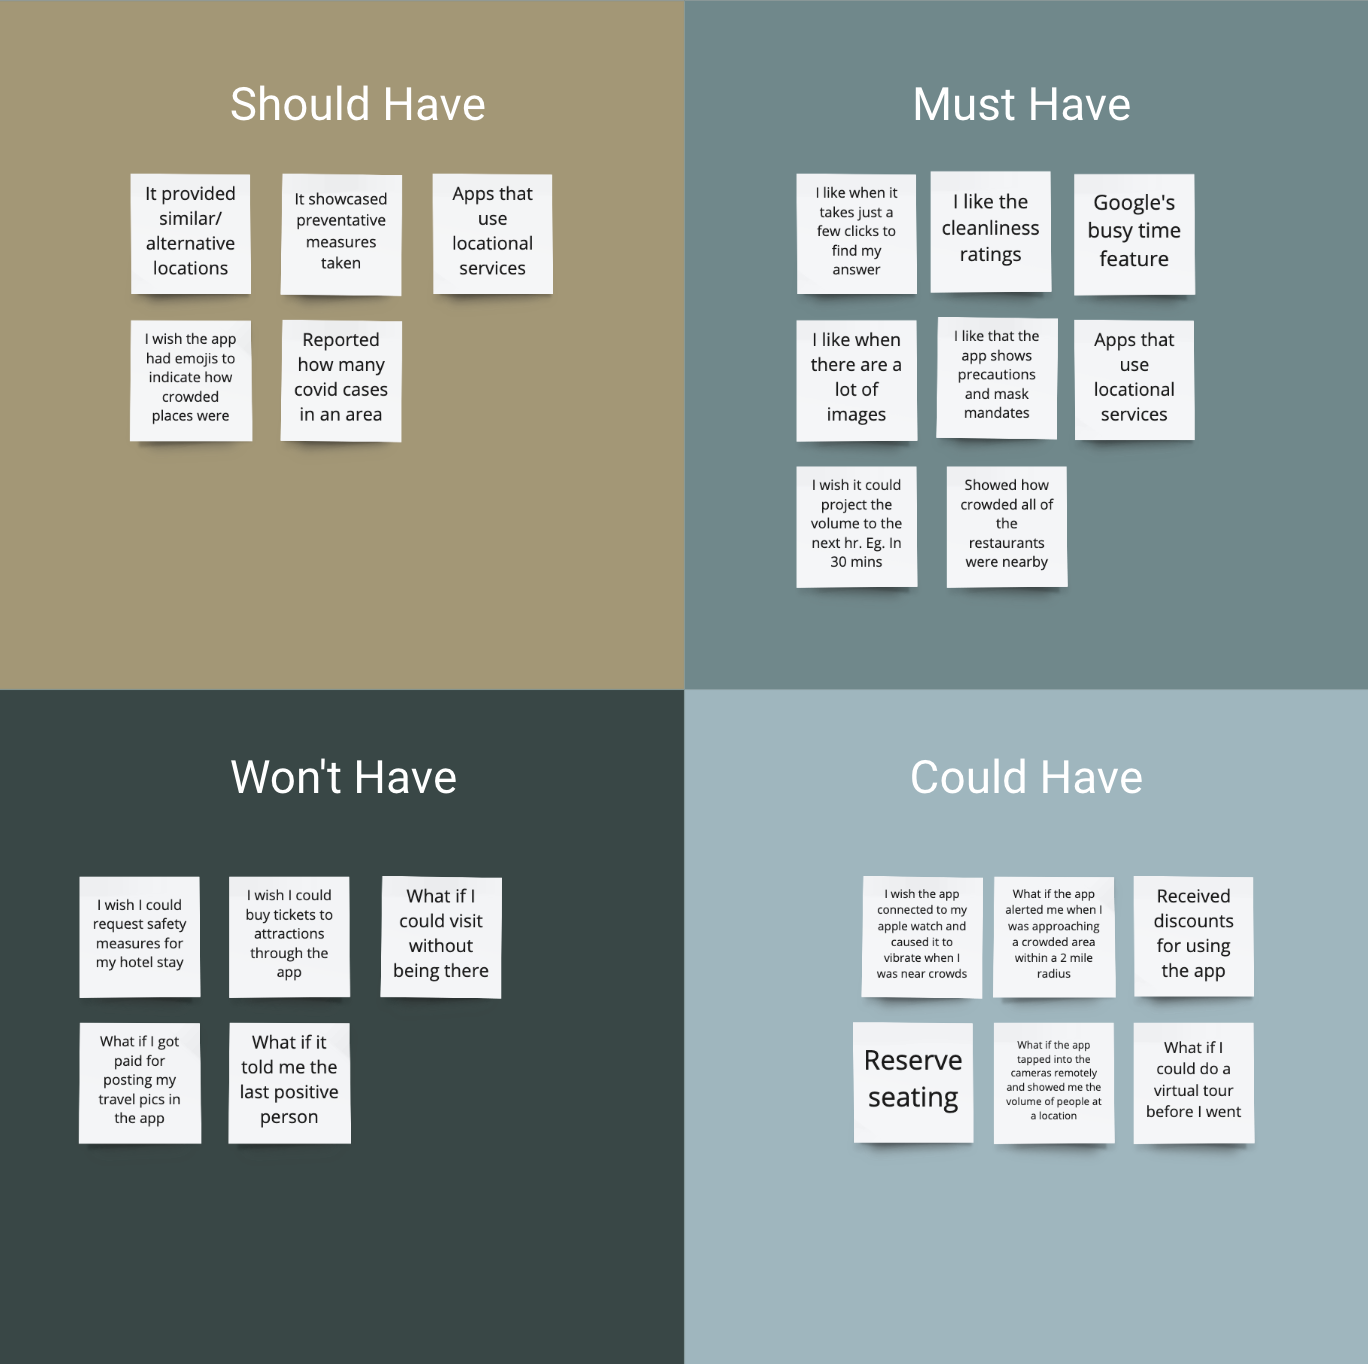 Should Have
It provided
similar/
alternative
locations
It showcased
preventative
measures
taken
Apps that
use
locational
services
I wish the app
had emojis to
indicate how
crowded
places were
Reported
how many
covid cases
in an area
Must Have
I like when it
takes just a
few clicks to
find my
answer
I like the
cleanliness
ratings
Google's
busy time
feature
I like when
there are a
lot of
images
I like that the
app shows
precautions
and mask
mandates
Apps that
use
locational
services
I wish it could
project the
volume to the
next hr. Eg. In
30 mins
Showed how
crowded all of
the
restaurants
were nearby
Won't Have
I wish I could
request safety
measures for
my hotel stay
I wish I could
buy tickets to
attractions
through the
app
What if I
could visit
without
being there
What if I got
paid for
posting my
travel pics in
the app
What if it
told me the
last positive
person
Could Have
I wish the app
connected to my
apple watch and
caused it to
vibrate when I
was near crowds
What if the app
alerted me when I
was approaching
a crowded area
within a 2 mile
radius
Received
discounts
for using
the app
Reserve
seating
What if the app
tapped into the
cameras remotely
and showed me the
volume of people at
a location
What if I
could do a
virtual tour
before I went